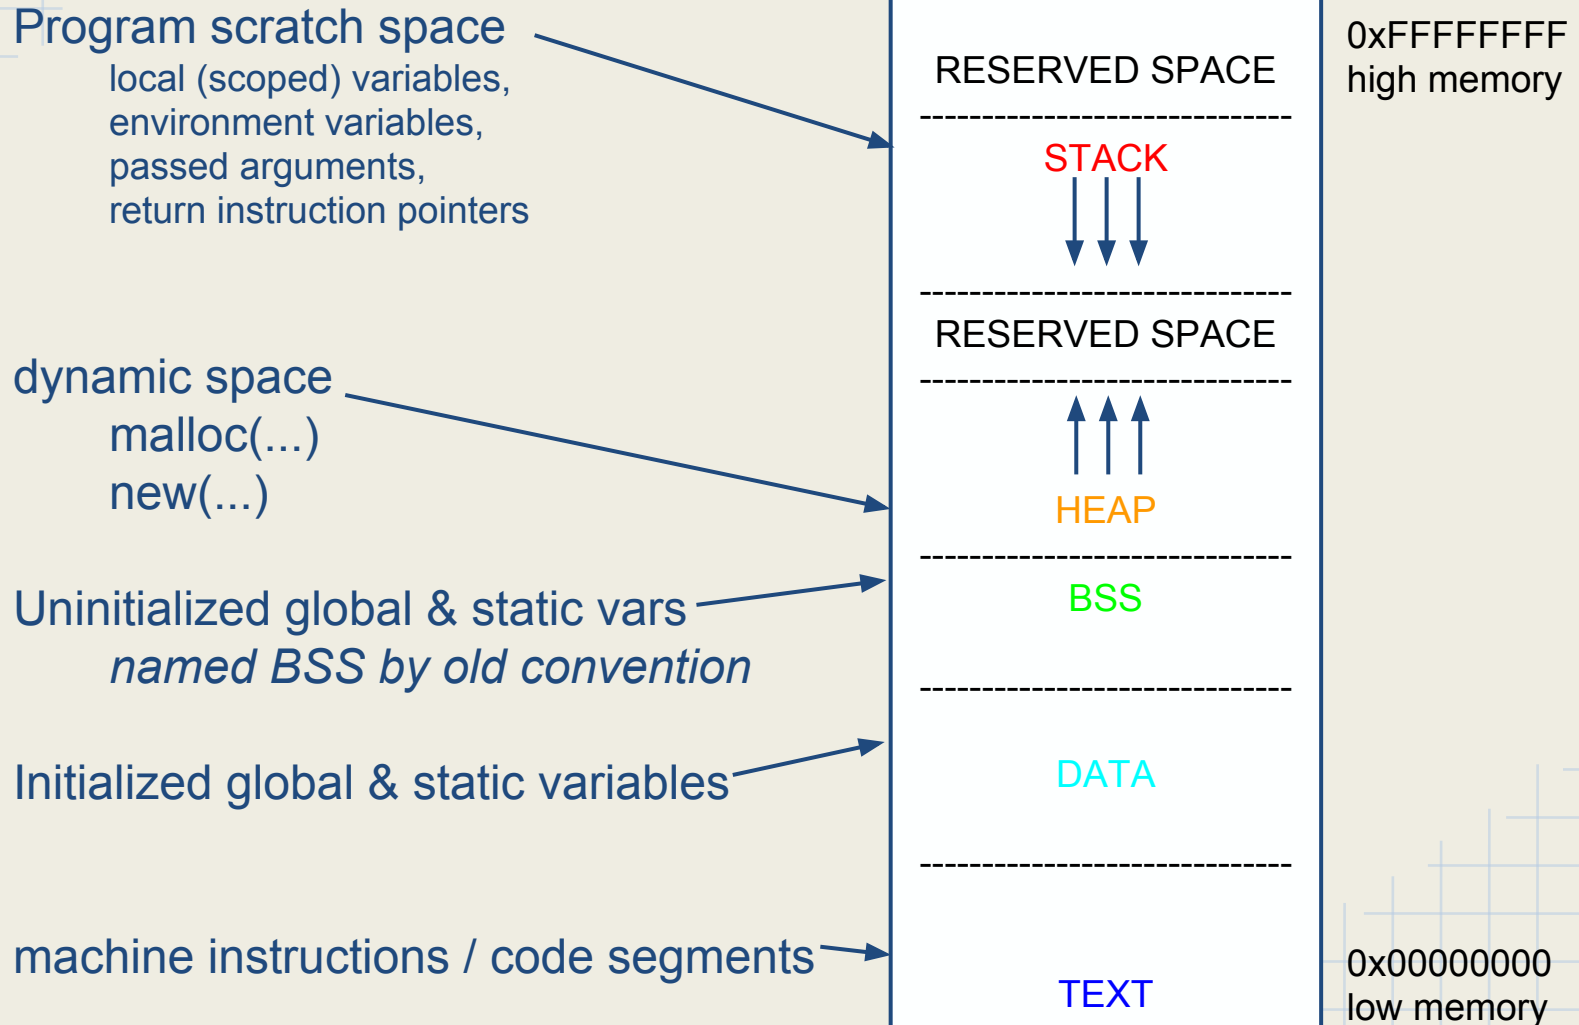 Program scratch space
local (scoped) variables,
environment variables,
passed arguments,
return instruction pointers
dynamic space
malloc(...)
new(...)
Uninitialized global & static vars
named BSS by old convention
Initialized global & static variables
machine instructions / code segments
RESERVED SPACE
------------------------------
STACK
------------------------------
RESERVED SPACE
------------------------------
HEAP
------------------------------
BSS
------------------------------
DATA
------------------------------
TEXT
0xFFFFFFFF
high memory
0x00000000
low memory